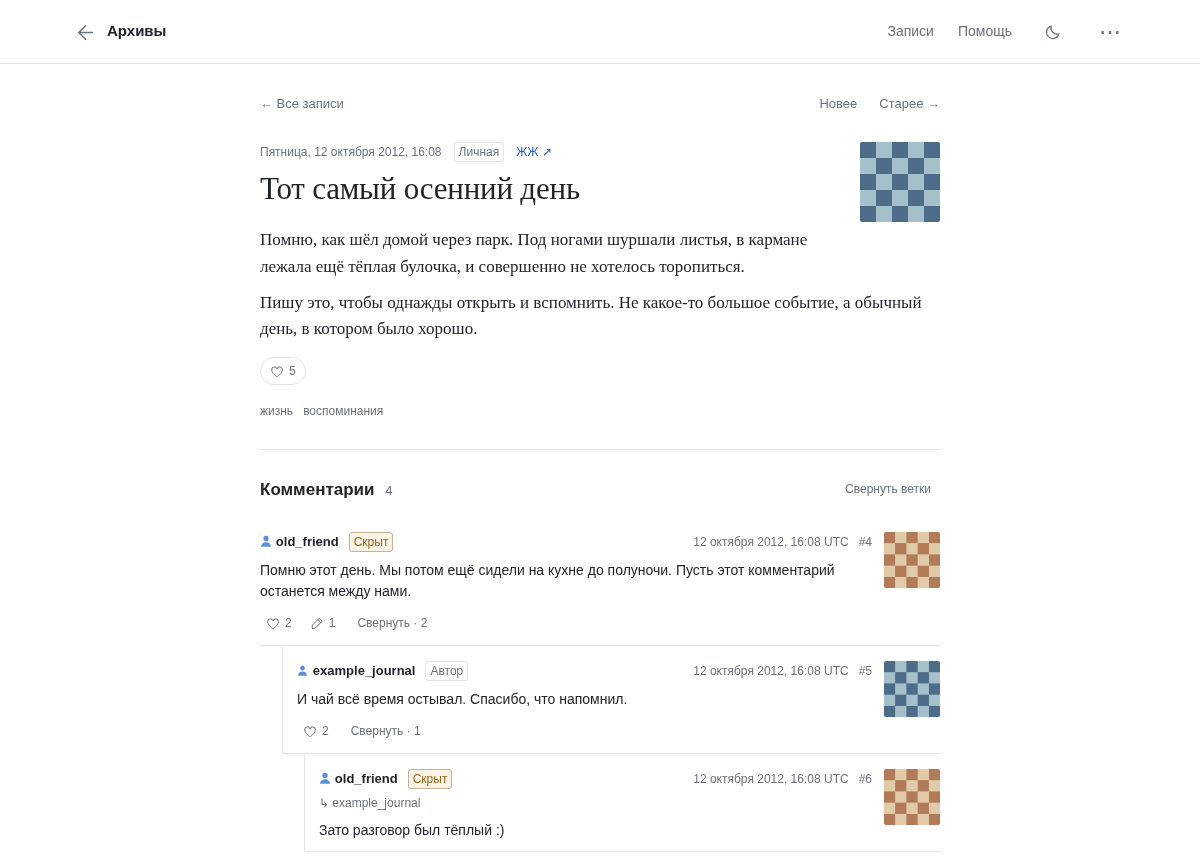 Архивы
Записи Помощь
← Все записи
Новее Старее →
Пятница, 12 октября 2012, 16:08 Личная ЖЖ ↗
Тот самый осенний день
Помню, как шёл домой через парк. Под ногами шуршали листья, в кармане
лежала ещё тёплая булочка, и совершенно не хотелось торопиться.
Пишу это, чтобы однажды открыть и вспомнить. Не какое-то большое событие, а обычный
день, в котором было хорошо.
5
жизнь воспоминания
Комментарии 4
Свернуть ветки
old_friend Скрыт 12 октября 2012, 16:08 UTC #4
Помню этот день. Мы потом ещё сидели на кухне до полуночи. Пусть этот комментарий
останется между нами.
2 1 Свернуть · 2
example_journal Автор 12 октября 2012, 16:08 UTC #5
И чай всё время остывал. Спасибо, что напомнил.
2 Свернуть · 1
old_friend Скрыт 12 октября 2012, 16:08 UTC #6
↳ example_journal
Зато разговор был тёплый :)